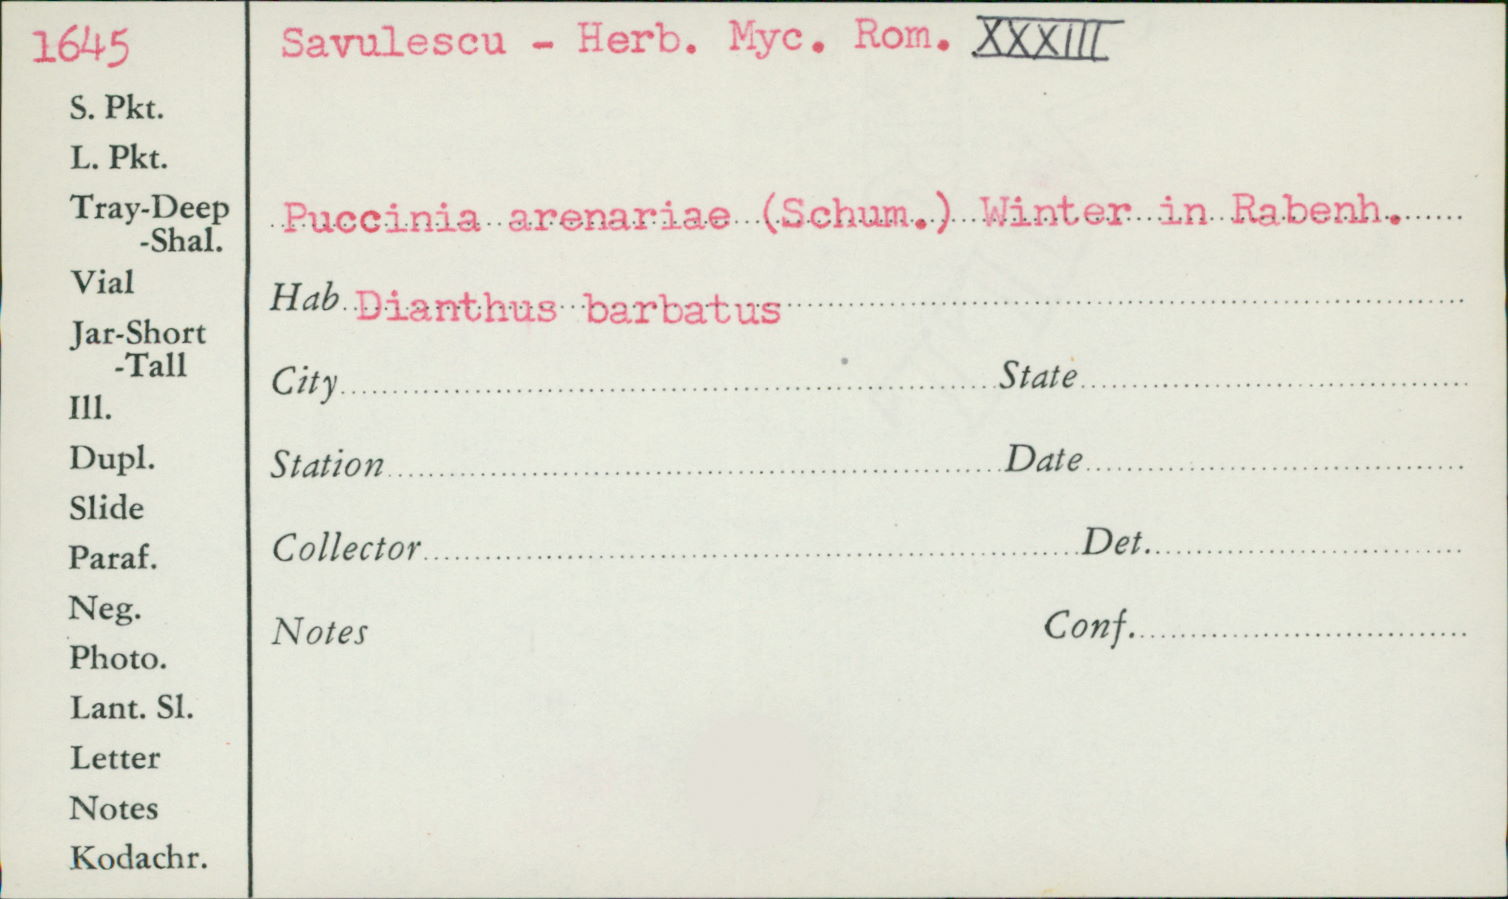 1645
Savulescu - Herb. Myc. Rom. XXXIII
S. Pkt.
L. Pkt.
Tray-Deep
-Shal.
Vial
Jar-Short
-Tall
Ill.
Dupl.
Slide
Paraf.
Neg.
Photo.
Lant. Sl.
Letter
Notes
Kodachr.
Puccinia arenariae (Schum.) Winter in Rabenh.
Hab. Dianthus barbatus
City State
Station Date
Collector Det.
Notes Conf.